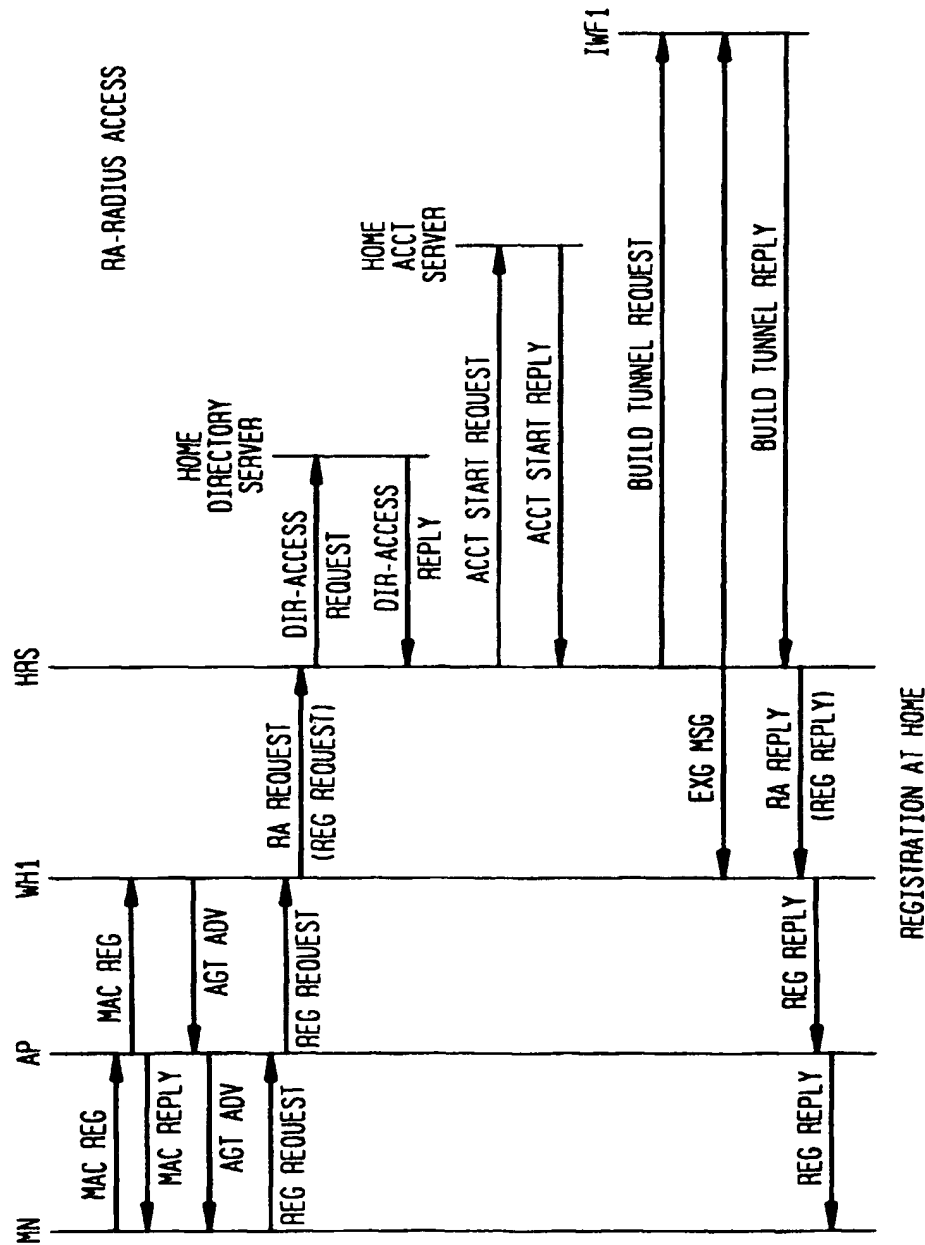 RA-RADIUS ACCESS
MN
AP
WH1
HRS
HOME
DIRECTORY
SERVER
HOME
ACCT
SERVER
IWF1
MAC REG
MAC REG
MAC REPLY
AGT ADV
AGT ADV
REG REQUEST
REG REQUEST
RA REQUEST
(REG REQUEST)
DIR-ACCESS
REQUEST
DIR-ACCESS
REPLY
ACCT START REQUEST
ACCT START REPLY
BUILD TUNNEL REQUEST
EXG MSG
BUILD TUNNEL REPLY
RA REPLY
(REG REPLY)
REG REPLY
REG REPLY
REGISTRATION AT HOME